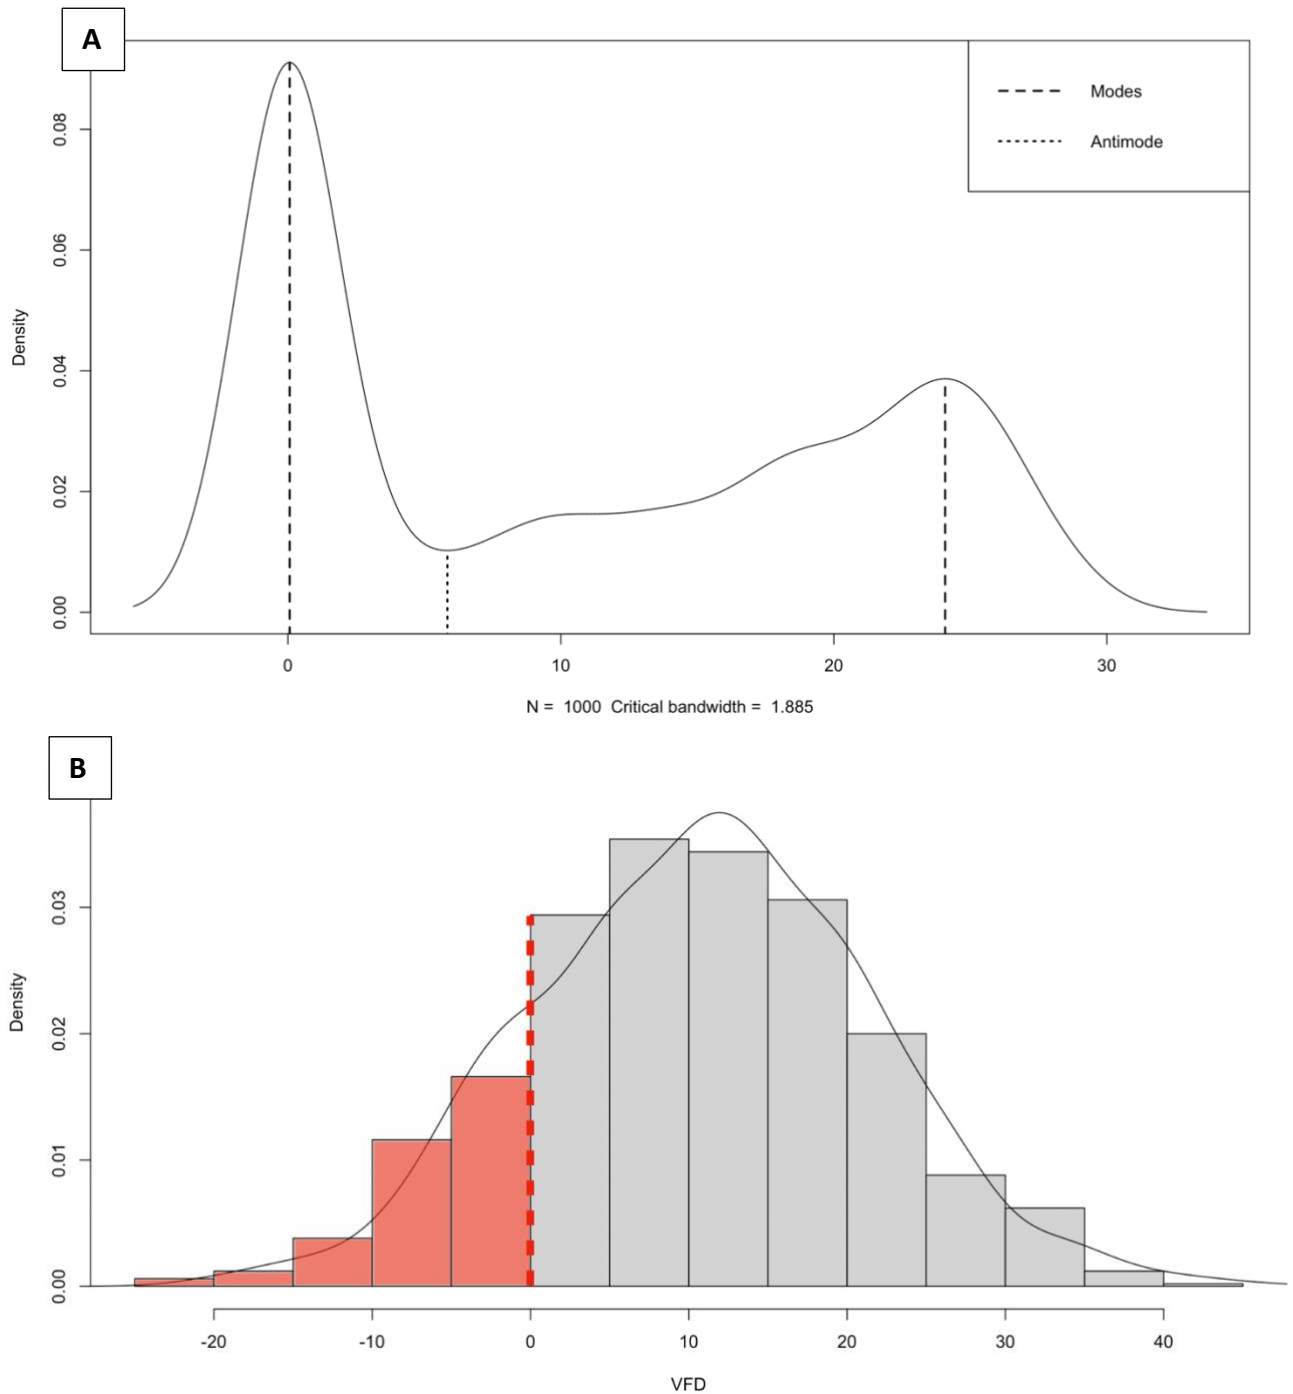 A
Modes
Antimode
Density
0.00 0.02 0.04 0.06 0.08
0 10 20 30
N = 1000 Critical bandwidth = 1.885
B
Density
0.00 0.01 0.02 0.03
-20 -10 0 10 20 30 40
VFD